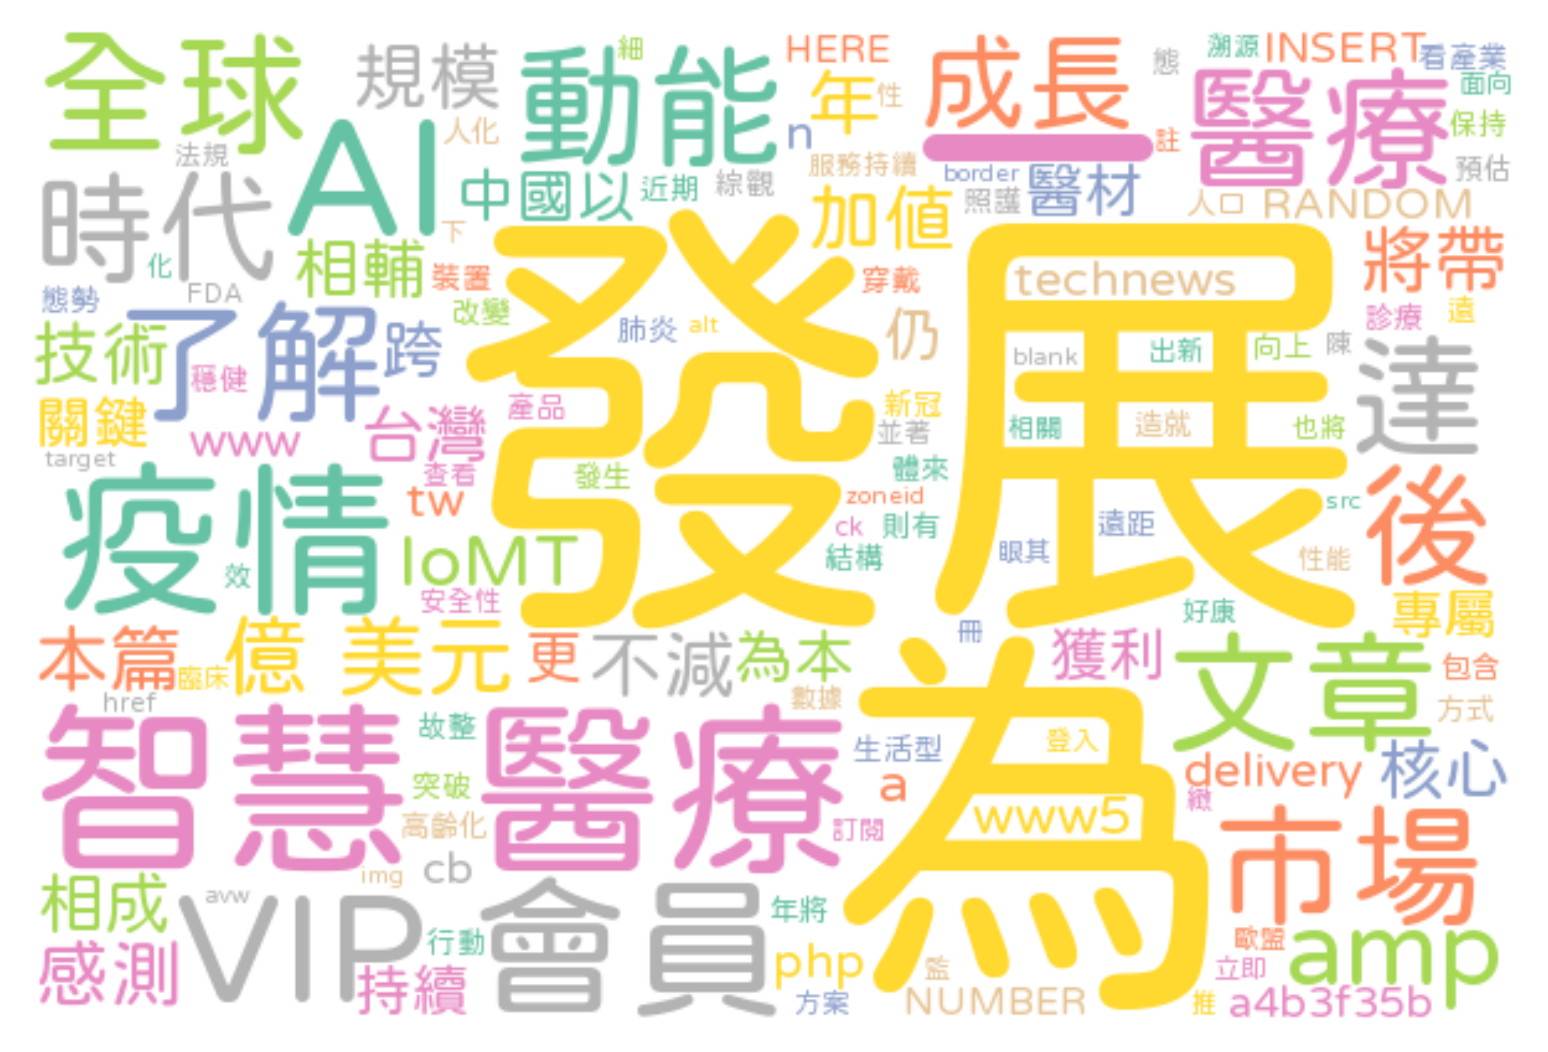 全球
規模
動能
細
HERE
年
性
n
成長
態
溯源
INSERT
看產業
醫療
面向
保持
註
預估
人化
AI
法規
時代
中國以
近期
綜觀
服務持續
border
照護
醫材
人口
RANDOM
加值
下
化
相輔
裝置
FDA
態勢
改變
發展
technews
穿戴
將帶
診療
遠
技術
了解
跨
穩健
肺炎
alt
仍
blank
出新
向上
陳
達
關鍵
www
台灣
產品
新冠
並著
相關
造就
也將
target
查看
疫情
tw
發生
體來
zoneid
ck
則有
src
後
遠距
眼其
性能
IoMT
結構
效
安全性
好康
專屬
本篇
臨床
億
美元
更
不減
為本
冊
為
獲利
文章
包含
方式
href
數據
智慧醫療
故整
突破
高齡化
生活型
登入
a
delivery
核心
緻
www5
訂閱
img
cb
市場
相成
avw
VIP會員
年將
行動
感測
持續
php
方案
監
NUMBER
歐盟
立即
amp
推
a4b3f35b